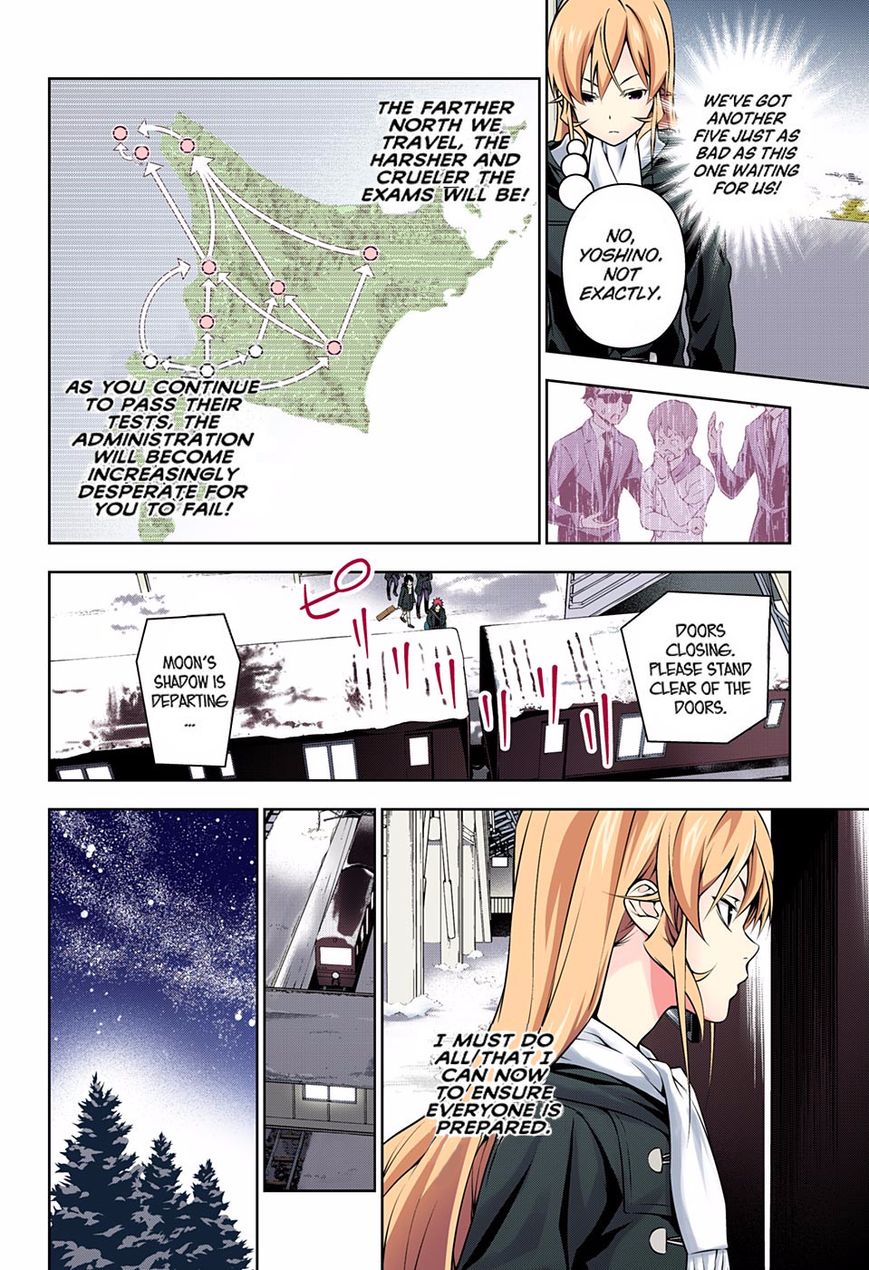 WE'VE GOT
ANOTHER
FIVE JUST AS
BAD AS THIS
ONE WAITING
FOR US!
NO,
YOSHINO.
NOT
EXACTLY.
THE FARTHER
NORTH WE
TRAVEL, THE
HARSHER AND
CRUELER THE
EXAMS WILL BE!
AS YOU CONTINUE
TO PASS THEIR
TESTS, THE
ADMINISTRATION
WILL BECOME
INCREASINGLY
DESPERATE FOR
YOU TO FAIL!
DOORS
CLOSING.
PLEASE STAND
CLEAR OF THE
DOORS.
ピロ
MOON'S
SHADOW IS
DEPARTING
...
I MUST DO
ALL THAT I
CAN NOW
TO ENSURE
EVERYONE IS
PREPARED.